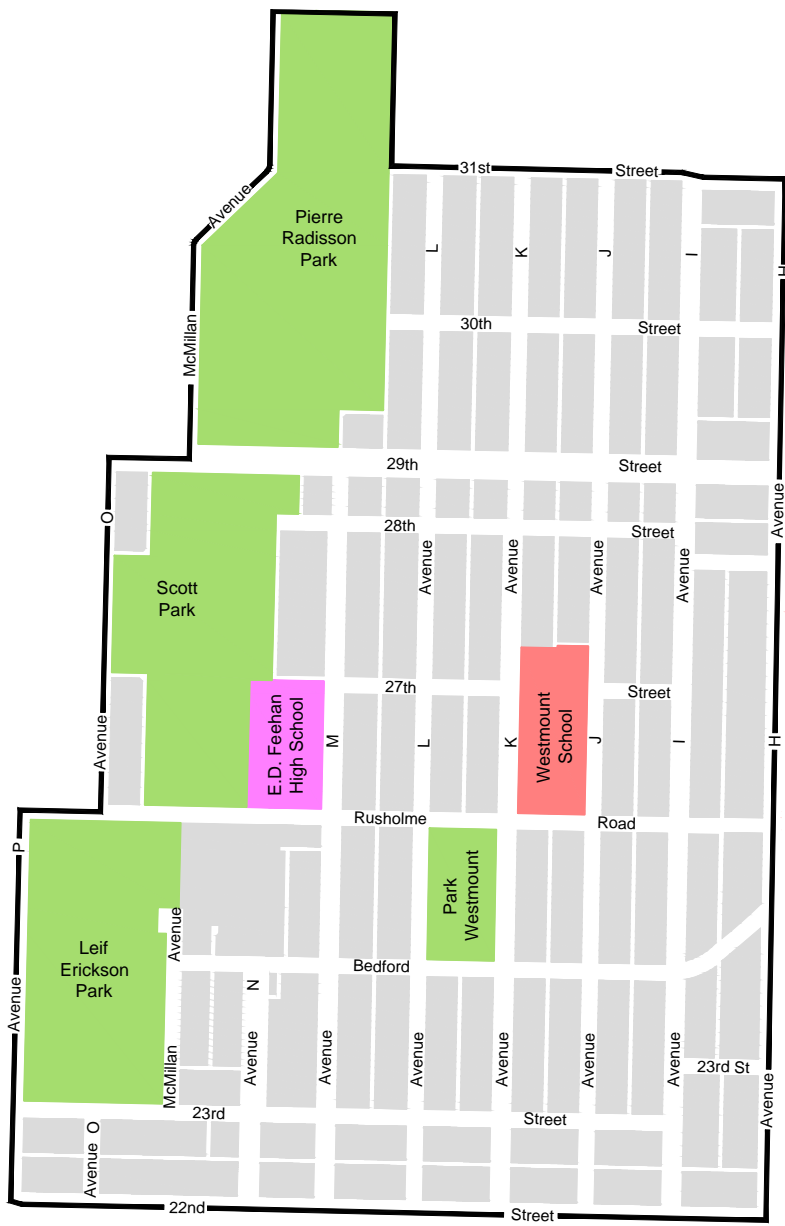 31st
Street
Avenue
Pierre
Radisson
Park
L
K
J
I
H
30th
Street
McMillan
29th
Street
O
Avenue
28th
Street
Avenue
Avenue
Avenue
Avenue
Scott
Park
27th
Street
E.D. Feehan
High School
Westmount
School
Avenue
M
L
K
J
I
H
Rusholme
Road
P
Park
Westmount
Leif
Erickson
Park
Avenue
Bedford
N
Avenue
Avenue
Avenue
Avenue
Avenue
Avenue
Avenue
McMillan
23rd St
Avenue
23rd
Street
Avenue O
22nd
Street